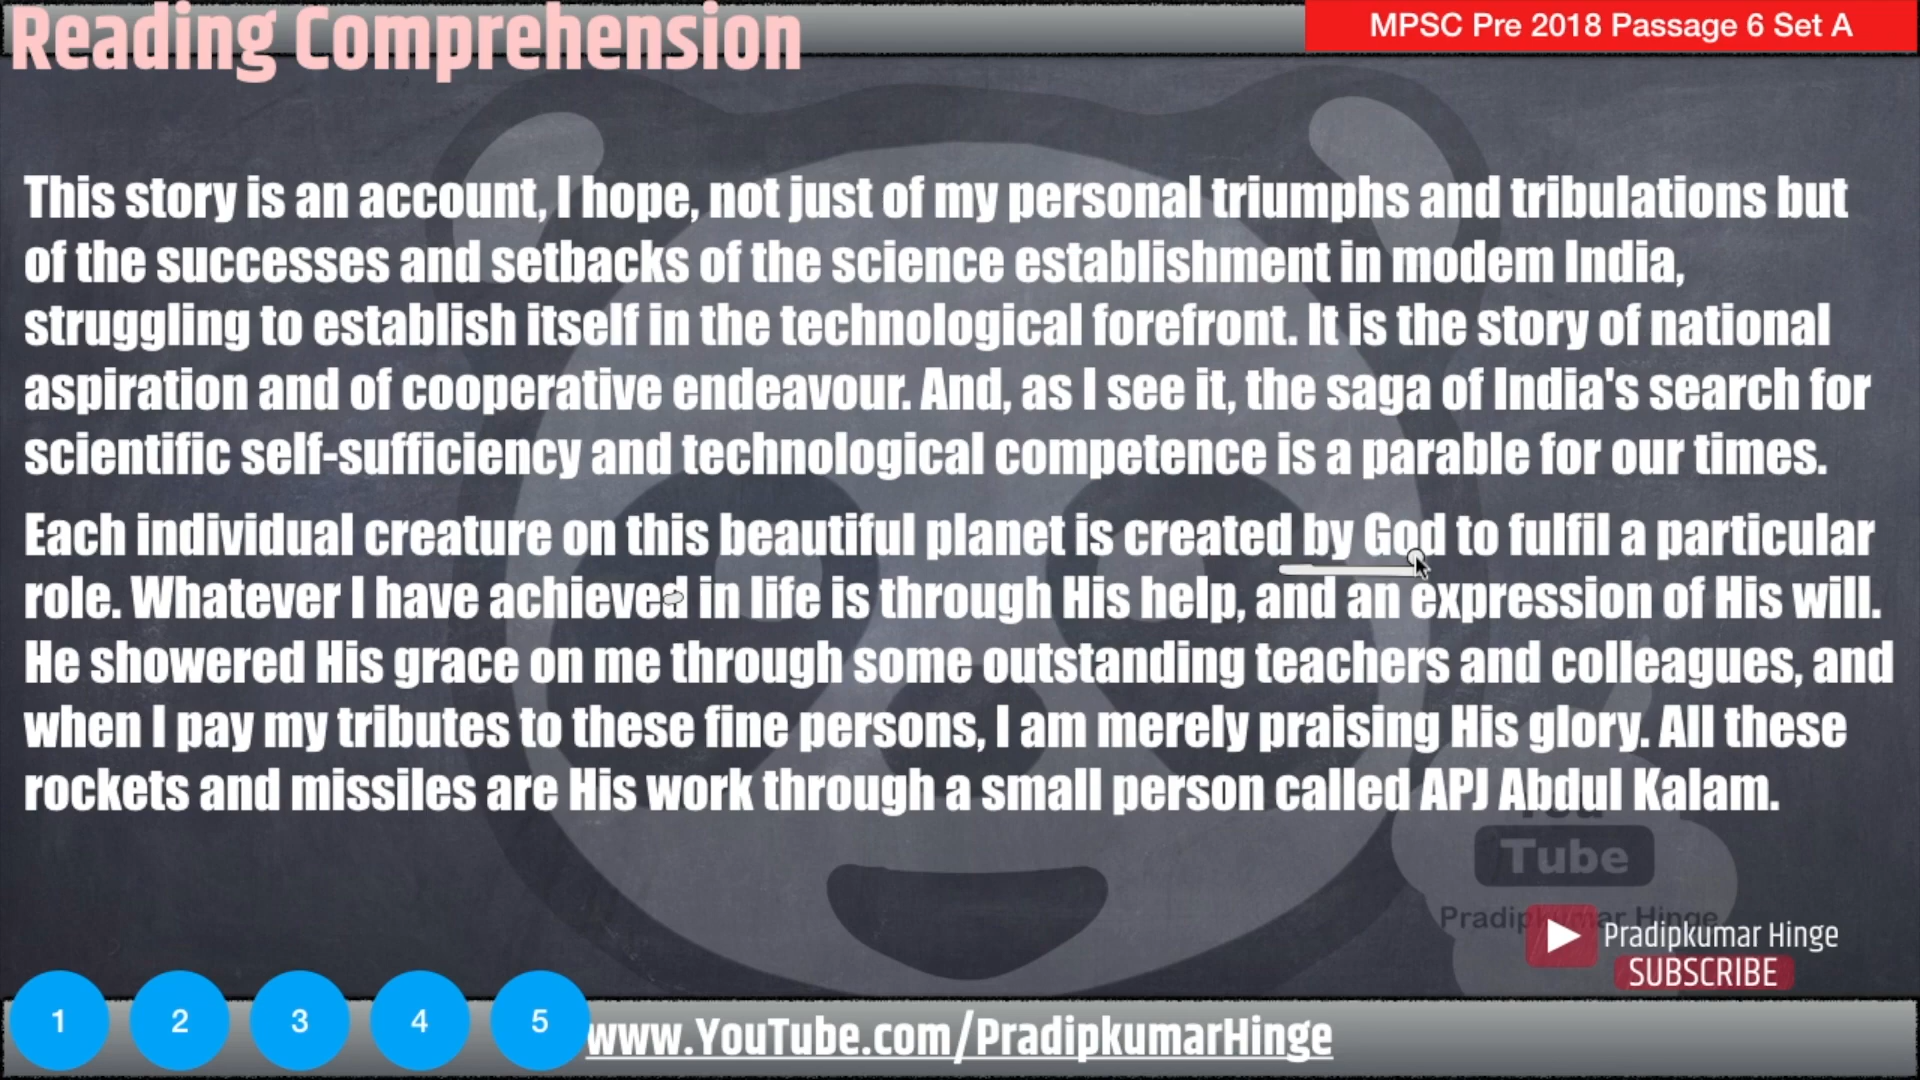 Reading Comprehension
MPSC Pre 2018 Passage 6 Set A
This story is an account, I hope, not just of my personal triumphs and tribulations but
of the successes and setbacks of the science establishment in modem India,
struggling to establish itself in the technological forefront. It is the story of national
aspiration and of cooperative endeavour. And, as I see it, the saga of India's search for
scientific self-sufficiency and technological competence is a parable for our times.
Each individual creature on this beautiful planet is created by God to fulfil a particular
role. Whatever I have achieved in life is through His help, and an expression of His will.
He showered His grace on me through some outstanding teachers and colleagues, and
when I pay my tributes to these fine persons, I am merely praising His glory. All these
rockets and missiles are His work through a small person called APJ Abdul Kalam.
You
Tube
Pradipkumar Hinge
Pradipkumar Hinge
SUBSCRIBE
1 2 3 4 5
www.YouTube.com/PradipkumarHinge